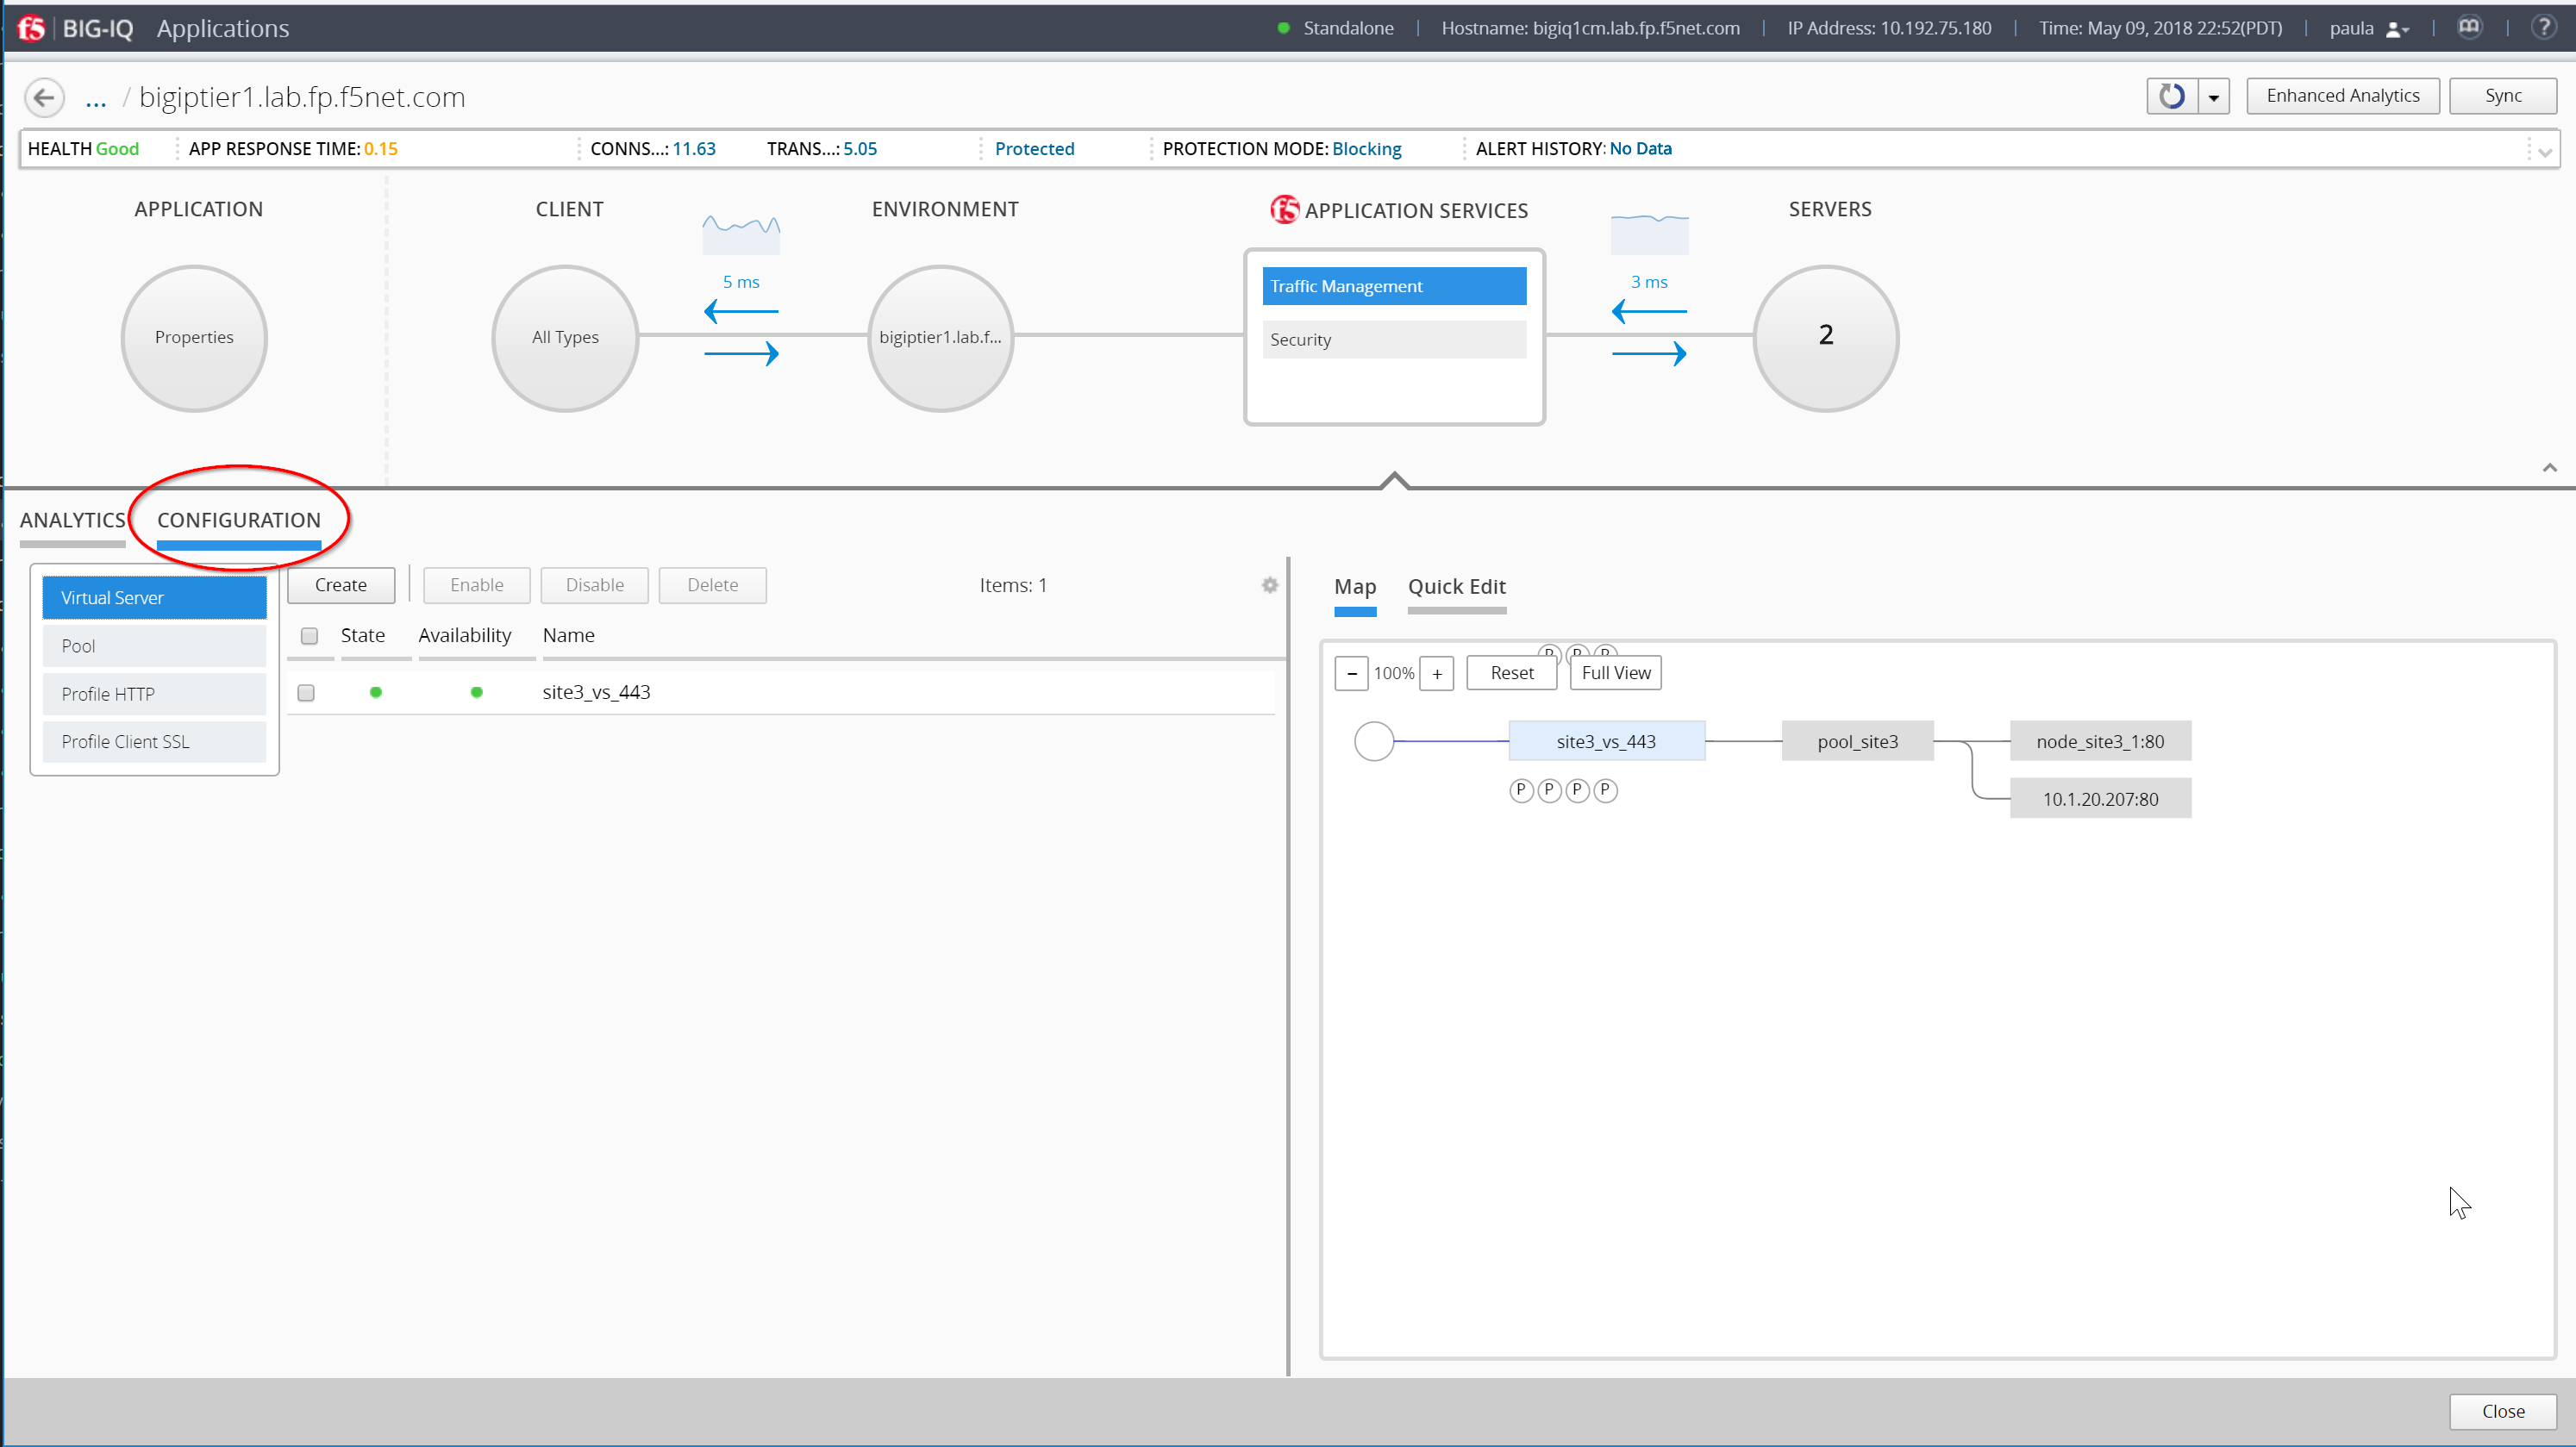 f5 BIG-IQ Applications Standalone Hostname: bigiq1cm.lab.fp.f5net.com IP Address: 10.192.75.180 Time: May 09, 2018 22:52(PDT) paula ?
... / bigiptier1.lab.fp.f5net.com Enhanced Analytics Sync
HEALTH Good APP RESPONSE TIME: 0.15 CONNS...: 11.63 TRANS...: 5.05 Protected PROTECTION MODE: Blocking ALERT HISTORY: No Data
APPLICATION CLIENT ENVIRONMENT f5 APPLICATION SERVICES SERVERS
5 ms Traffic Management 3 ms
Properties All Types bigiptier1.lab.f... Security 2
ANALYTICS CONFIGURATION
Virtual Server Create Enable Disable Delete Items: 1 Map Quick Edit
Pool State Availability Name
P P P
− 100% + Reset Full View
Profile HTTP site3_vs_443
Profile Client SSL site3_vs_443 pool_site3 node_site3_1:80
P P P P 10.1.20.207:80
Close